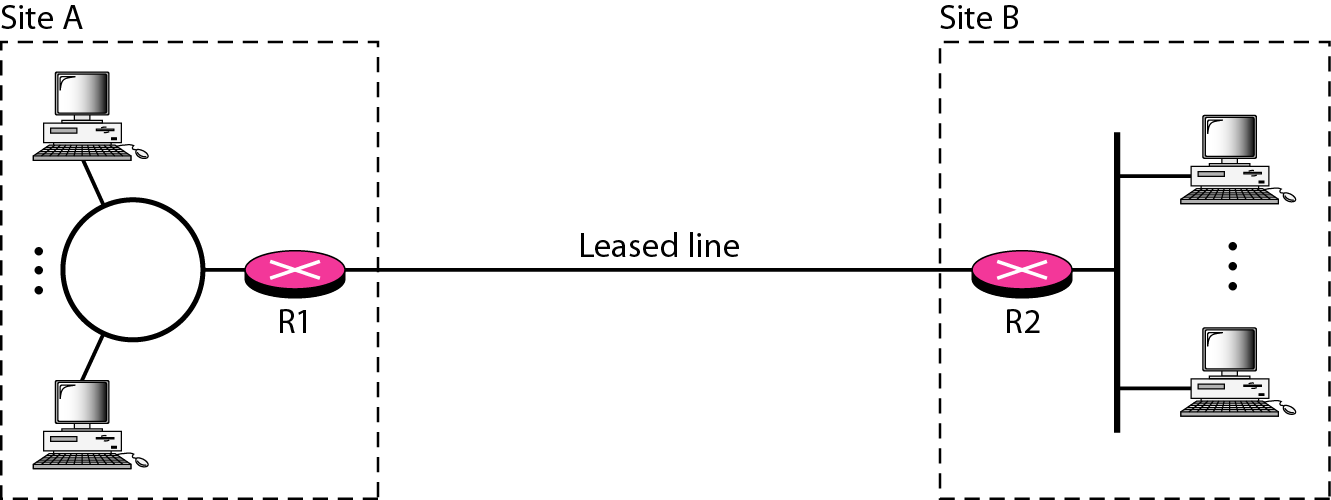 Site A
Site B
Leased line
R1
R2